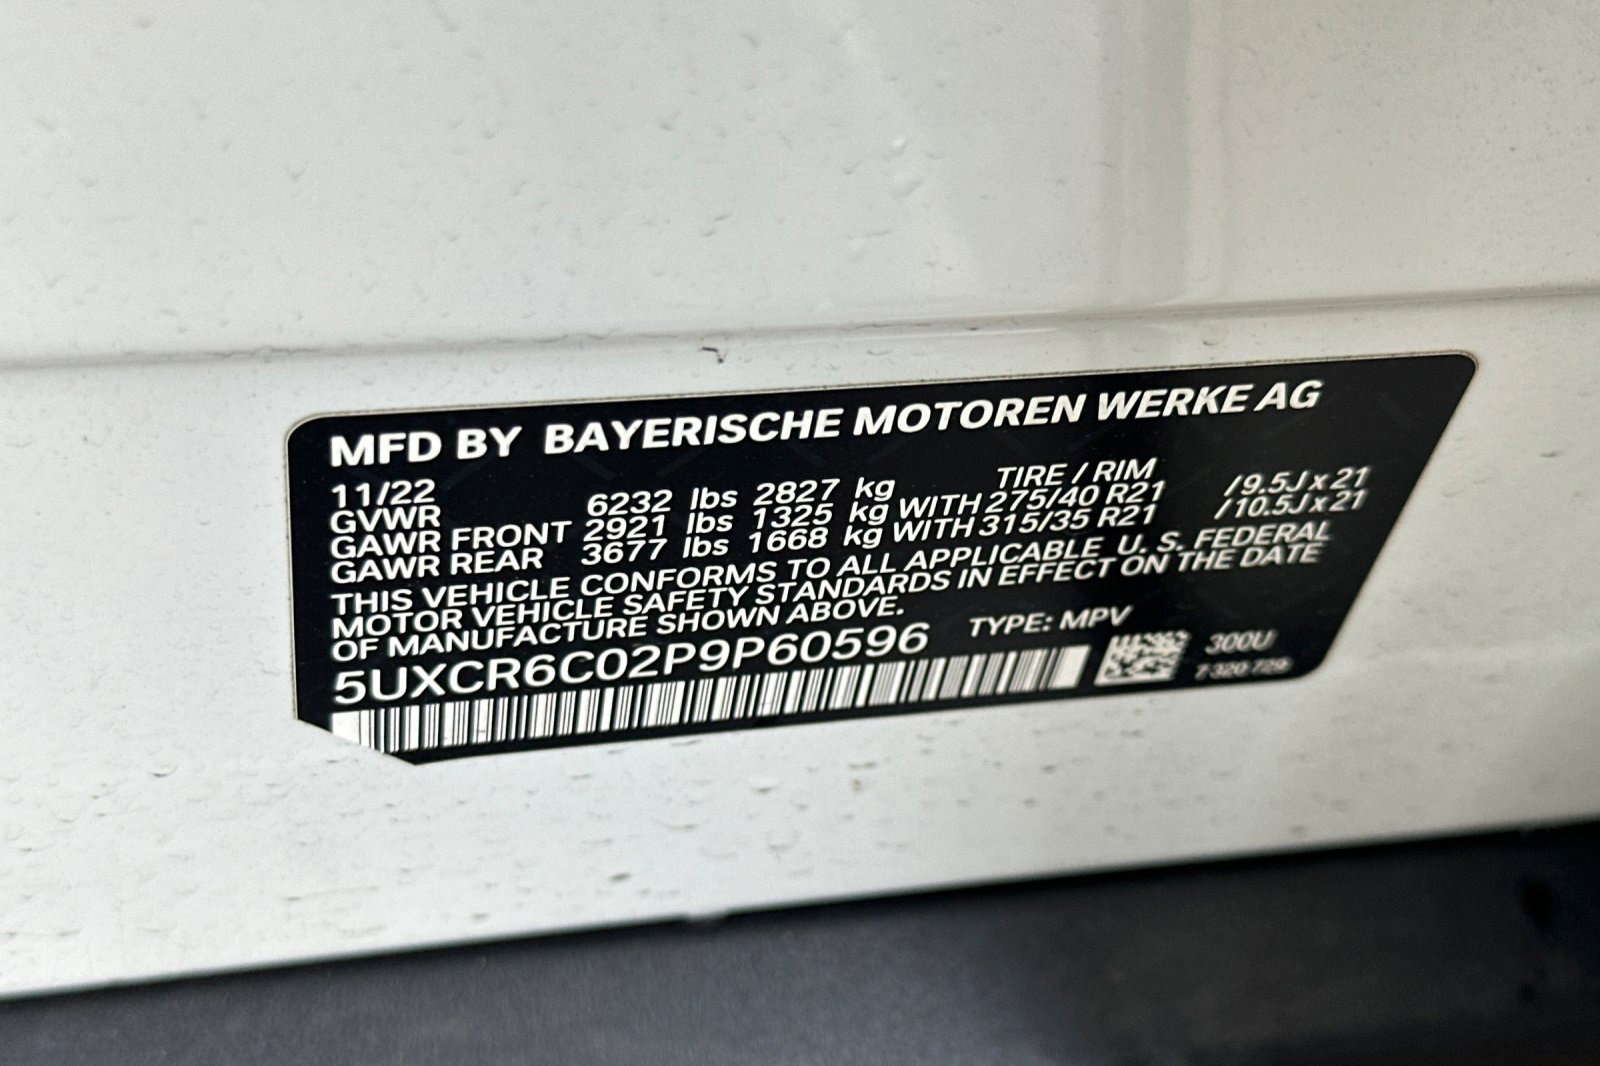 MFD BY BAYERISCHE MOTOREN WERKE AG
11/22 TIRE / RIM
GVWR 6232 lbs 2827 kg
GAWR FRONT 2921 lbs 1325 kg WITH 275/40 R21 /9.5J x 21
GAWR REAR 3677 lbs 1668 kg WITH 315/35 R21 /10.5J x 21
THIS VEHICLE CONFORMS TO ALL APPLICABLE U. S. FEDERAL
MOTOR VEHICLE SAFETY STANDARDS IN EFFECT ON THE DATE
OF MANUFACTURE SHOWN ABOVE.
5UXCR6C02P9P60596 TYPE: MPV
300U
7 320 729